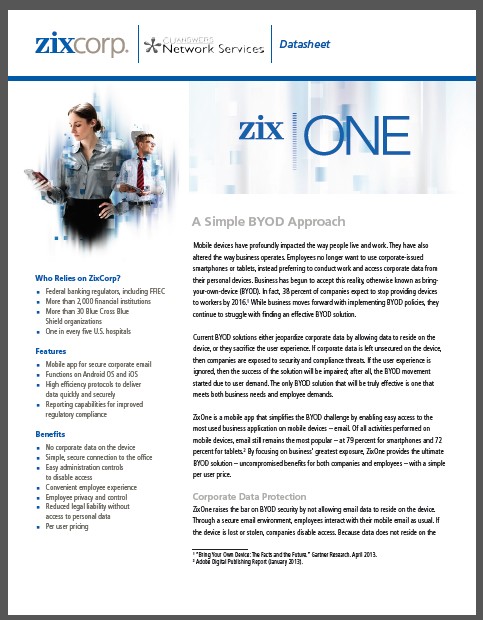 zixcorp.
CU*ANSWERS
Network Services
Datasheet
zix ONE
A Simple BYOD Approach
Mobile devices have profoundly impacted the way people live and work. They have also
altered the way business operates. Employees no longer want to use corporate-issued
smartphones or tablets, instead preferring to conduct work and access corporate data from
their personal devices. Business has begun to accept this reality, otherwise known as bring-
your-own-device (BYOD). In fact, 38 percent of companies expect to stop providing devices
to workers by 2016.¹ While business moves forward with implementing BYOD policies, they
continue to struggle with finding an effective BYOD solution.
Current BYOD solutions either jeopardize corporate data by allowing data to reside on the
device, or they sacrifice the user experience. If corporate data is left unsecured on the device,
then companies are exposed to security and compliance threats. If the user experience is
ignored, then the success of the solution will be impaired; after all, the BYOD movement
started due to user demand. The only BYOD solution that will be truly effective is one that
meets both business needs and employee demands.
ZixOne is a mobile app that simplifies the BYOD challenge by enabling easy access to the
most used business application on mobile devices – email. Of all activities performed on
mobile devices, email still remains the most popular – at 79 percent for smartphones and 72
percent for tablets.² By focusing on business' greatest exposure, ZixOne provides the ultimate
BYOD solution – uncompromised benefits for both companies and employees – with a simple
per user price.
Corporate Data Protection
ZixOne raises the bar on BYOD security by not allowing email data to reside on the device.
Through a secure email environment, employees interact with their mobile email as usual. If
the device is lost or stolen, companies disable access. Because data does not reside on the
¹ "Bring Your Own Device: The Facts and the Future." Gartner Research. April 2013.
² Adobe Digital Publishing Report (January 2013).
Who Relies on ZixCorp?
Federal banking regulators, including FFIEC
More than 2,000 financial institutions
More than 30 Blue Cross Blue
Shield organizations
One in every five U.S. hospitals
Features
Mobile app for secure corporate email
Functions on Android OS and iOS
High efficiency protocols to deliver
data quickly and securely
Reporting capabilities for improved
regulatory compliance
Benefits
No corporate data on the device
Simple, secure connection to the office
Easy administration controls
to disable access
Convenient employee experience
Employee privacy and control
Reduced legal liability without
access to personal data
Per user pricing